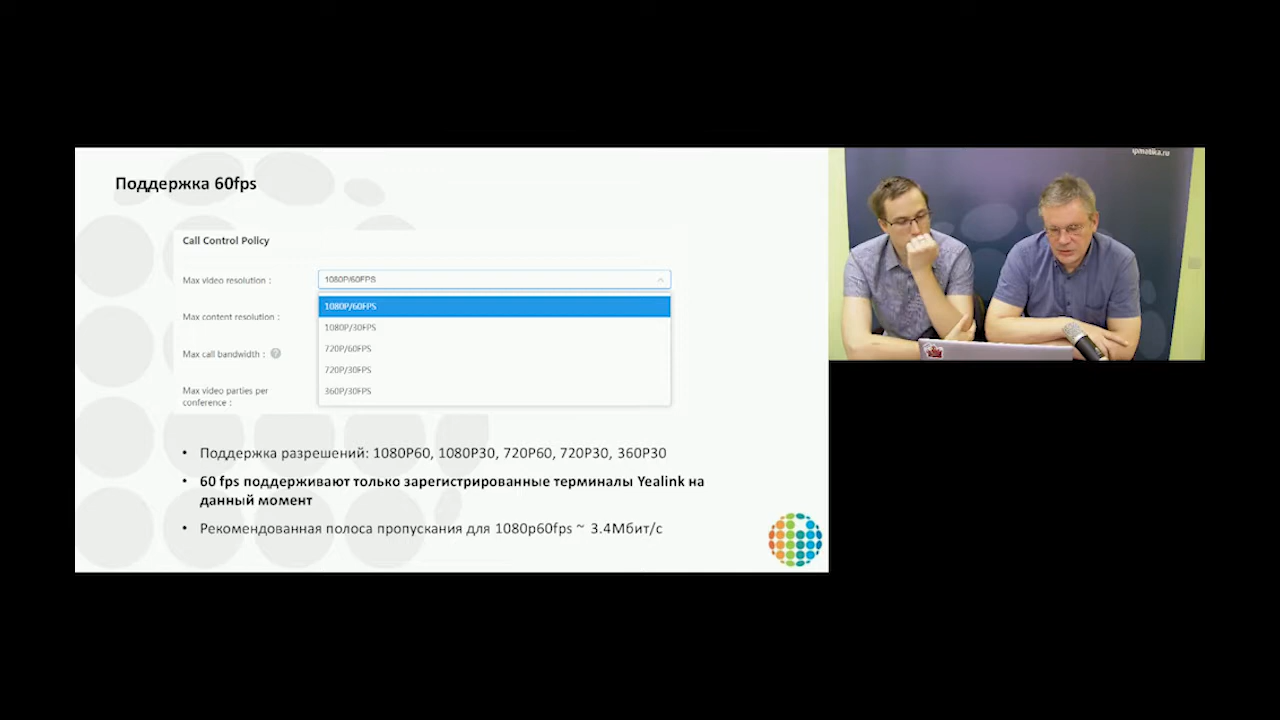 Поддержка 60fps
ipmatika.ru
Call Control Policy
Max video resolution :
1080P/60FPS
1080P/60FPS
Max content resolution :
1080P/30FPS
720P/60FPS
Max call bandwidth : ?
720P/30FPS
Max video parties per
conference :
360P/30FPS
• Поддержка разрешений: 1080P60, 1080P30, 720P60, 720P30, 360P30
• 60 fps поддерживают только зарегистрированные терминалы Yealink на
данный момент
• Рекомендованная полоса пропускания для 1080p60fps ~ 3.4Мбит/с